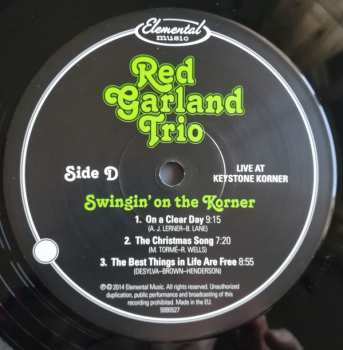 Elemental
music
Red
Garland
Trio
Side D
LIVE AT
KEYSTONE KORNER
Swingin' on the Korner
1. On a Clear Day 9:15
(A. J. LERNER–B. LANE)
2. The Christmas Song 7:20
(M. TORMÉ–R. WELLS)
3. The Best Things in Life Are Free 8:55
(DESYLVA–BROWN–HENDERSON)
℗ © 2014 Elemental Music. All rights reserved. Unauthorized
duplication, public performance and broadcasting of this
recording prohibited. Made in the EU.